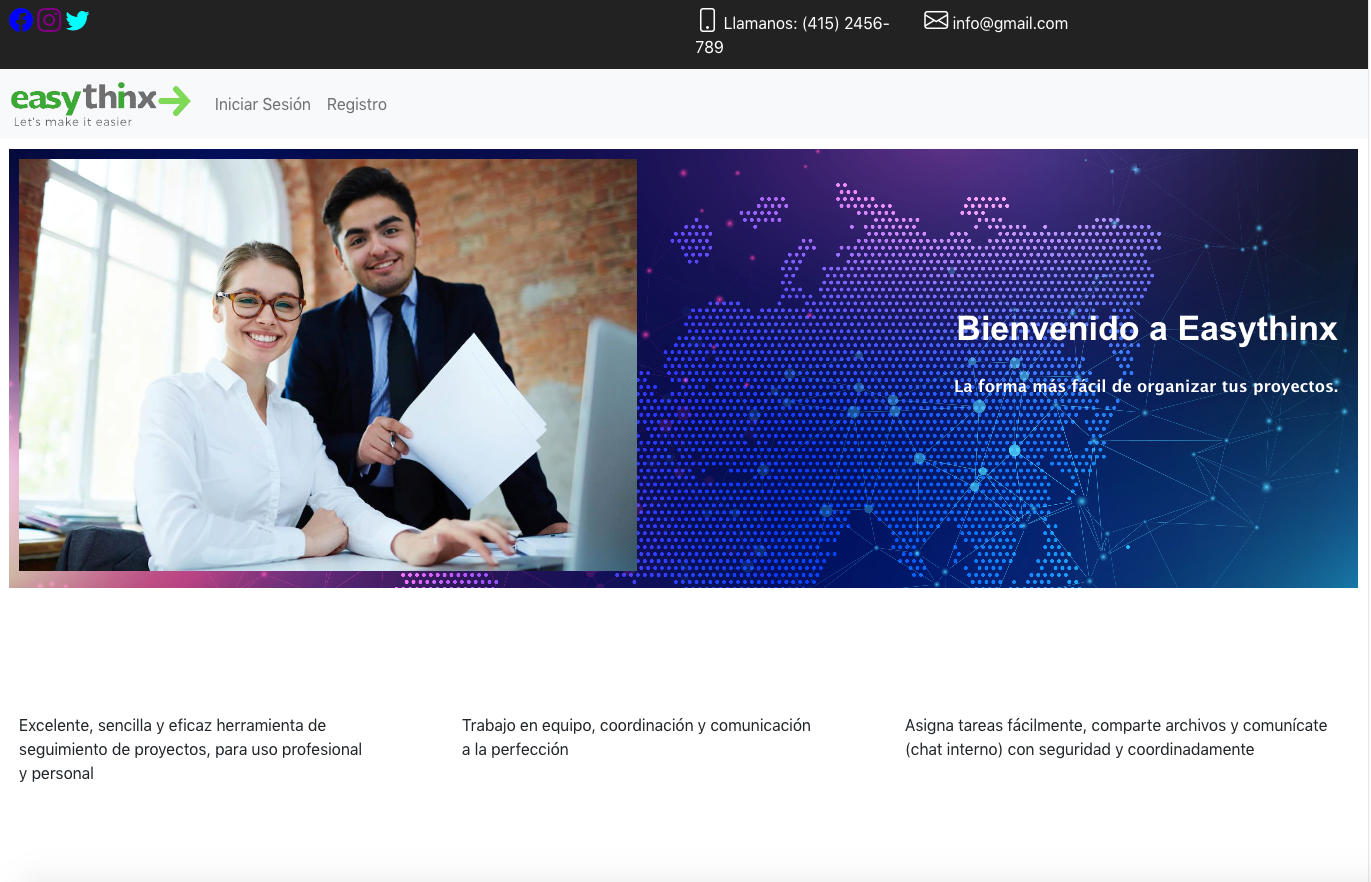 Llamanos: (415) 2456-
789
info@gmail.com
easythinx
Let's make it easier
Iniciar Sesión
Registro
Bienvenido a Easythinx
La forma más fácil de organizar tus proyectos.
Excelente, sencilla y eficaz herramienta de
seguimiento de proyectos, para uso profesional
y personal
Trabajo en equipo, coordinación y comunicación
a la perfección
Asigna tareas fácilmente, comparte archivos y comunícate
(chat interno) con seguridad y coordinadamente